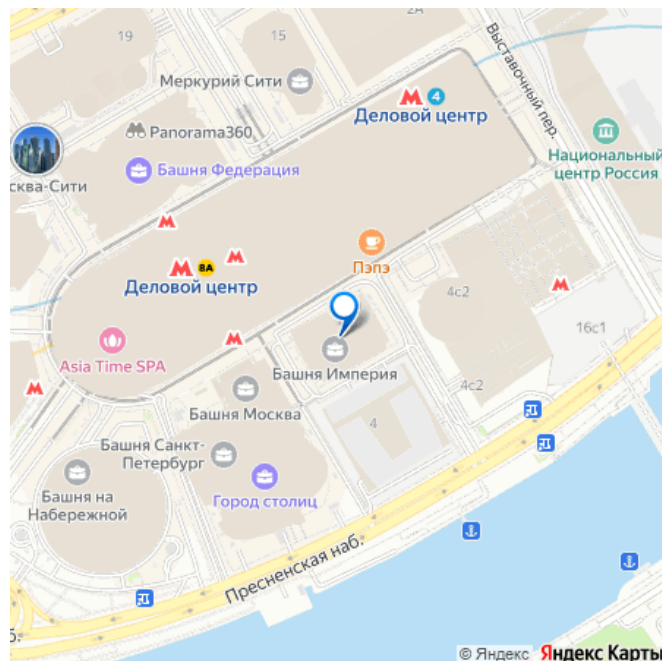 2А
19
15
Выставочный пер.
Меркурий Сити
4
Деловой центр
Panorama360
Национальный
центр Россия
Башня Федерация
сква-Сити
8А
Деловой центр
Пэпэ
4с2
16с1
Asia Time SPA
Башня Империя
4с2
Башня Москва
4
Башня Санкт-
Петербург
Башня на
Набережной
Город столиц
Пресненская наб.
б.
© Яндекс Яндекс Карты